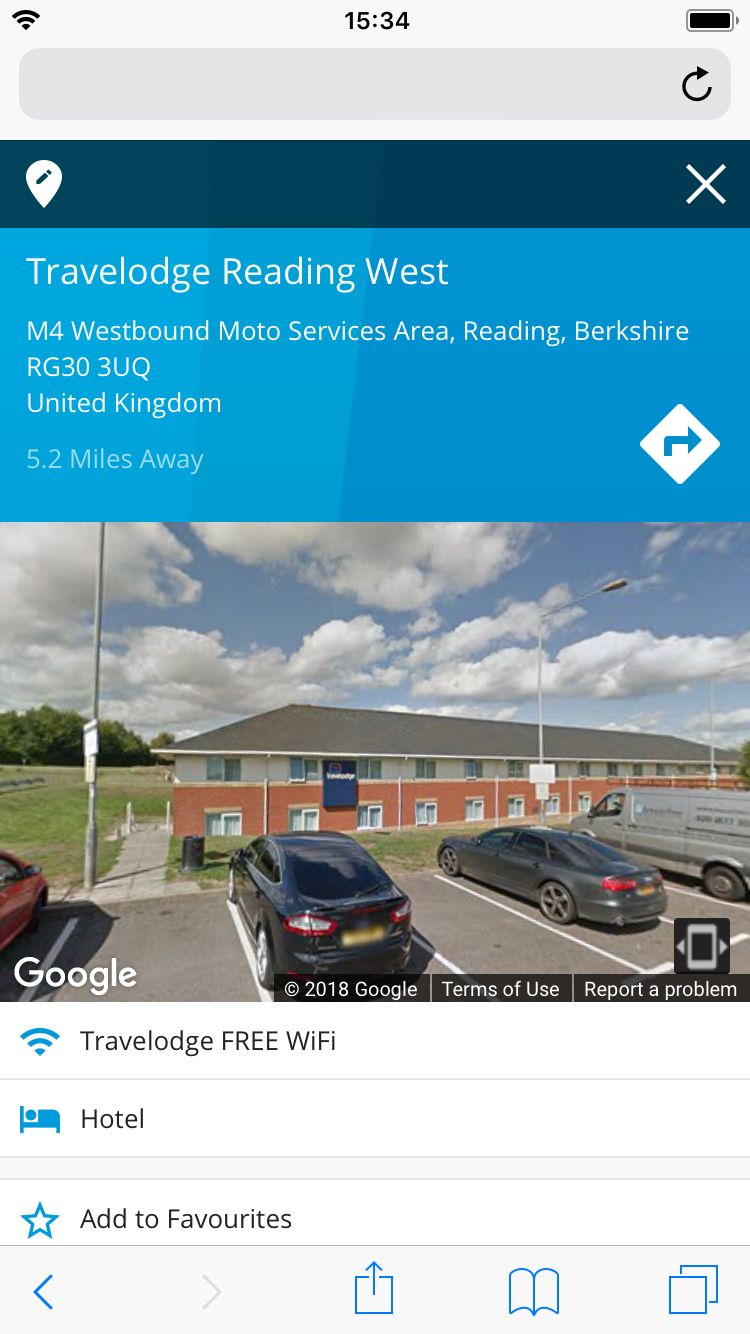 15:34
Travelodge Reading West
M4 Westbound Moto Services Area, Reading, Berkshire
RG30 3UQ
United Kingdom
5.2 Miles Away
Travelodge
Google
© 2018 Google
Terms of Use
Report a problem
Travelodge FREE WiFi
Hotel
Add to Favourites